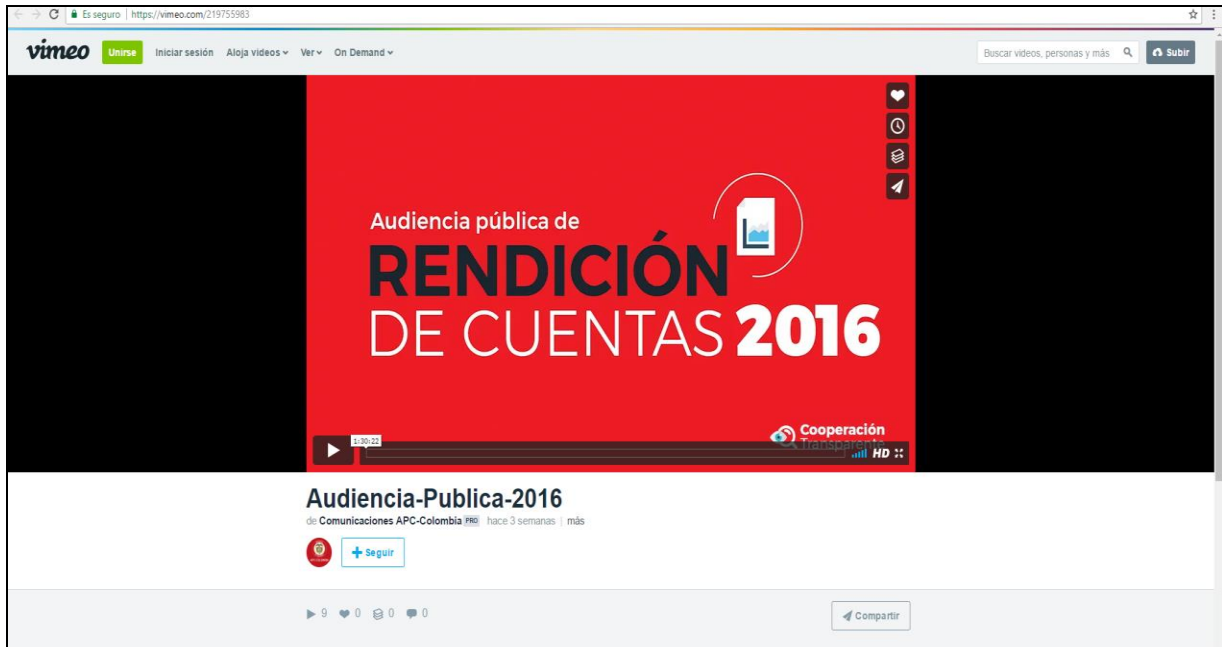 Es seguro | https://vimeo.com/219755983
vimeo Unirse Iniciar sesión Aloja videos Ver On Demand Buscar videos, personas y más Subir
Audiencia pública de
RENDICIÓN
DE CUENTAS 2016
Cooperación
Transparente
1:30:22 HD
Audiencia-Publica-2016
de Comunicaciones APC-Colombia PRO hace 3 semanas | más
+ Seguir
9 0 0 0 Compartir